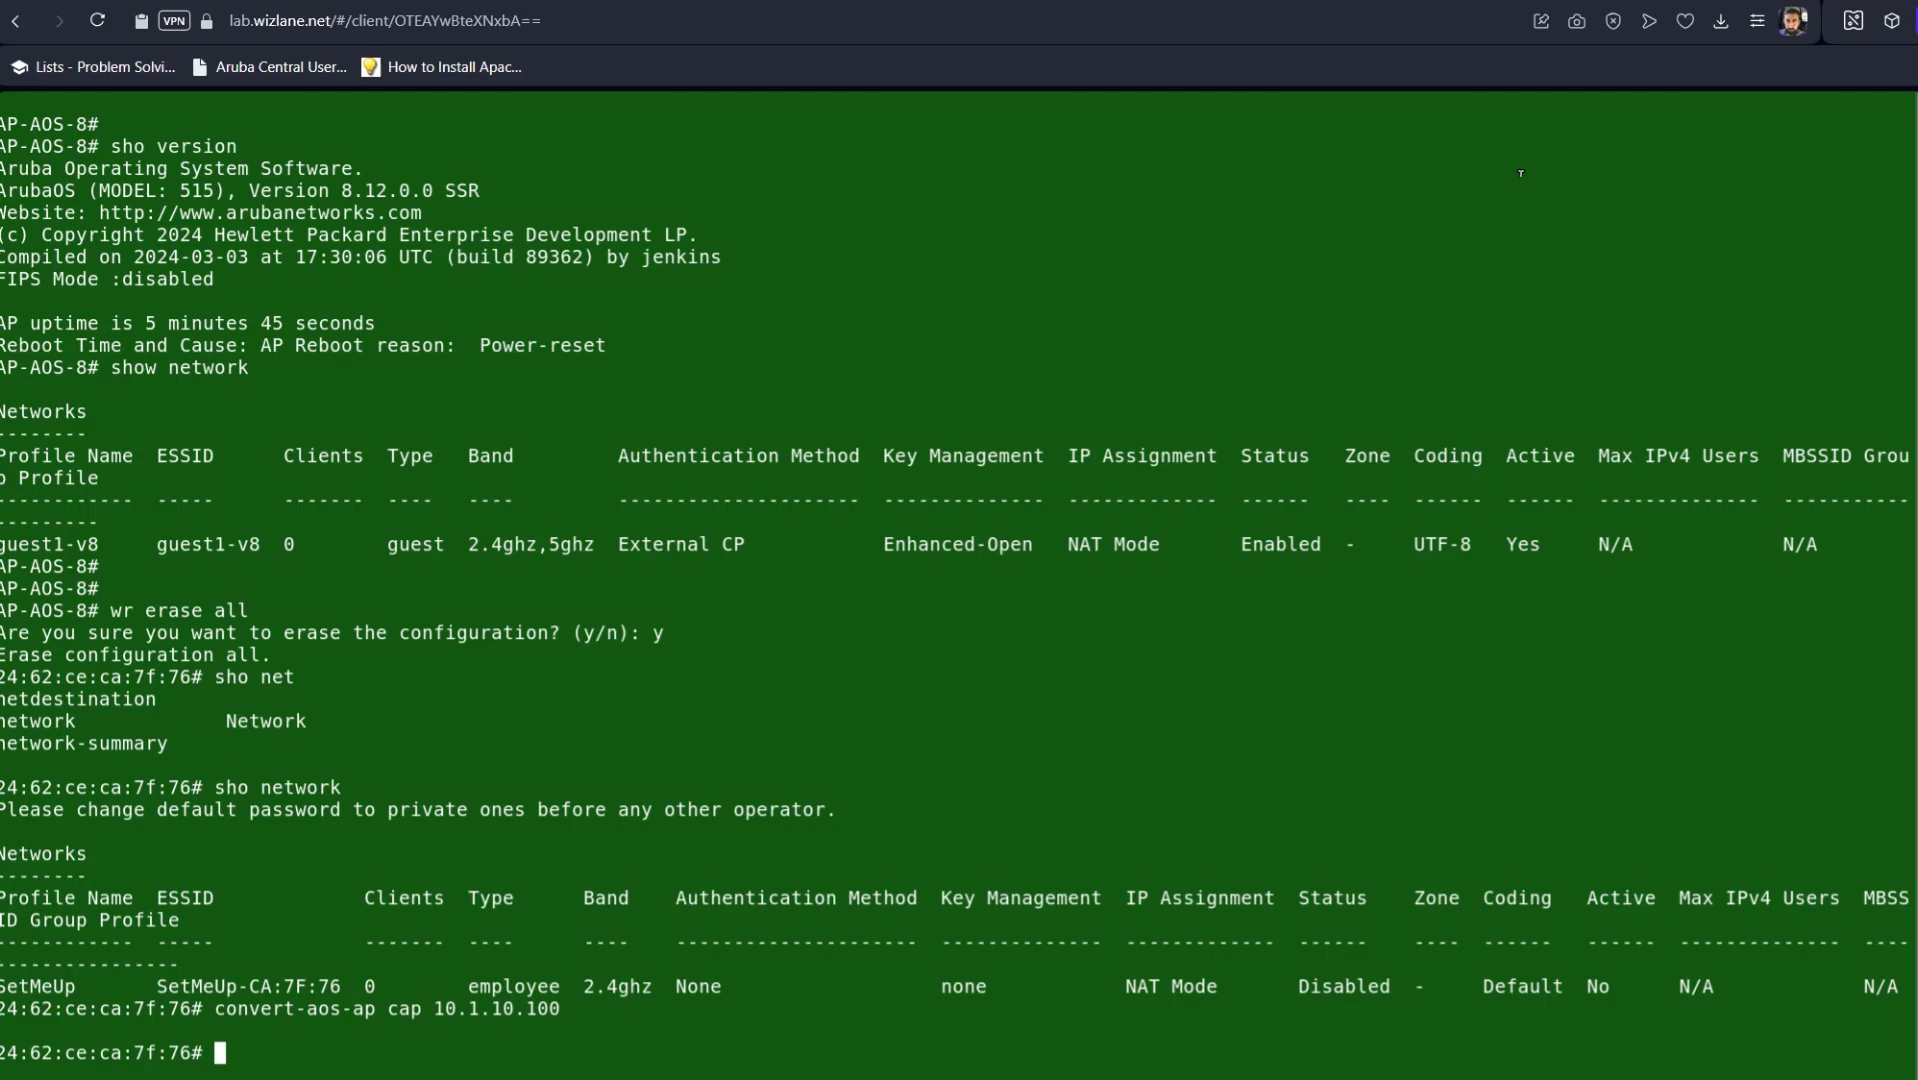 VPN lab.wizlane.net/#/client/OTEAYwBteXNxbA==
Lists - Problem Solvi... Aruba Central User... How to Install Apac...
AP-AOS-8#
AP-AOS-8# sho version
Aruba Operating System Software.
ArubaOS (MODEL: 515), Version 8.12.0.0 SSR
Website: http://www.arubanetworks.com
(c) Copyright 2024 Hewlett Packard Enterprise Development LP.
Compiled on 2024-03-03 at 17:30:06 UTC (build 89362) by jenkins
FIPS Mode :disabled
AP uptime is 5 minutes 45 seconds
Reboot Time and Cause: AP Reboot reason:  Power-reset
AP-AOS-8# show network
Networks
--------
Profile Name  ESSID      Clients  Type   Band        Authentication Method  Key Management  IP Assignment  Status   Zone  Coding  Active  Max IPv4 Users  MBSSID Grou
p Profile
------------  -----      -------  ----   ----        ---------------------  --------------  -------------  ------   ----  ------  ------  --------------  -----------
---------
guest1-v8     guest1-v8  0        guest  2.4ghz,5ghz External CP            Enhanced-Open   NAT Mode       Enabled  -     UTF-8   Yes     N/A             N/A
AP-AOS-8#
AP-AOS-8#
AP-AOS-8# wr erase all
Are you sure you want to erase the configuration? (y/n): y
Erase configuration all.
24:62:ce:ca:7f:76# sho net
netdestination
network             Network
network-summary
24:62:ce:ca:7f:76# sho network
Please change default password to private ones before any other operator.
Networks
--------
Profile Name  ESSID             Clients  Type      Band    Authentication Method  Key Management  IP Assignment  Status    Zone  Coding   Active  Max IPv4 Users  MBSS
ID Group Profile
------------  -----             -------  ----      ----    ---------------------  --------------  -------------  ------    ----  ------   ------  --------------  ----
----------------
SetMeUp       SetMeUp-CA:7F:76  0        employee  2.4ghz  None                   none            NAT Mode       Disabled  -     Default  No      N/A             N/A
24:62:ce:ca:7f:76# convert-aos-ap cap 10.1.10.100
24:62:ce:ca:7f:76#